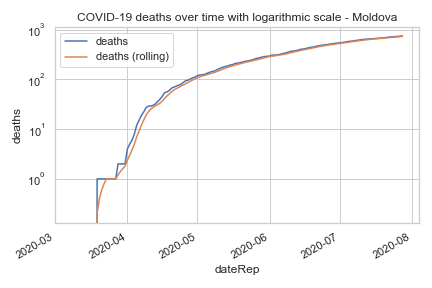 COVID-19 deaths over time with logarithmic scale - Moldova
deaths
deaths (rolling)
deaths
10³
10²
10¹
10⁰
2020-03
2020-04
2020-05
2020-06
2020-07
2020-08
dateRep